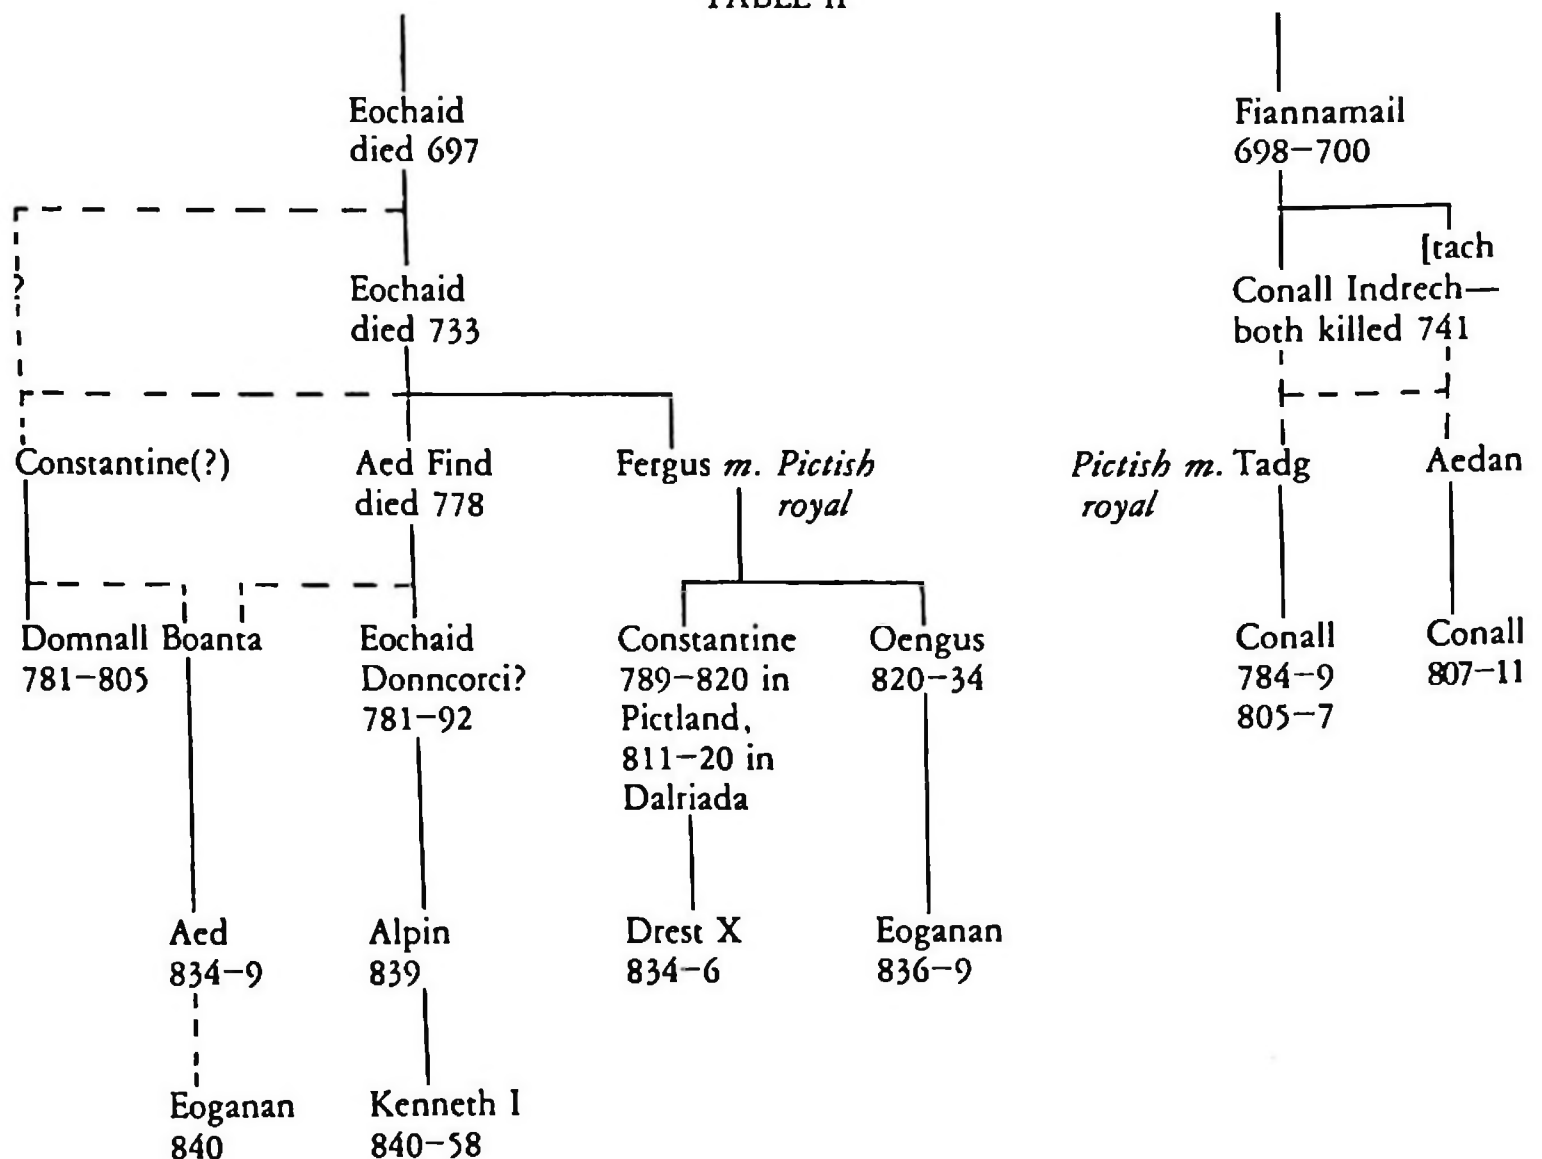 TABLE II
Eochaid
died 697
Fiannamail
698–700
?
Eochaid
died 733
[tach
Conall Indrech—
both killed 741
Constantine(?)
Aed Find
died 778
Fergus m. Pictish
royal
Pictish m. Tadg
royal
Aedan
Domnall Boanta
781–805
Eochaid
Donncorci?
781–92
Constantine
789–820 in
Pictland,
811–20 in
Dalriada
Oengus
820–34
Conall
784–9
805–7
Conall
807–11
Aed
834–9
Alpin
839
Drest X
834–6
Eoganan
836–9
Eoganan
840
Kenneth I
840–58